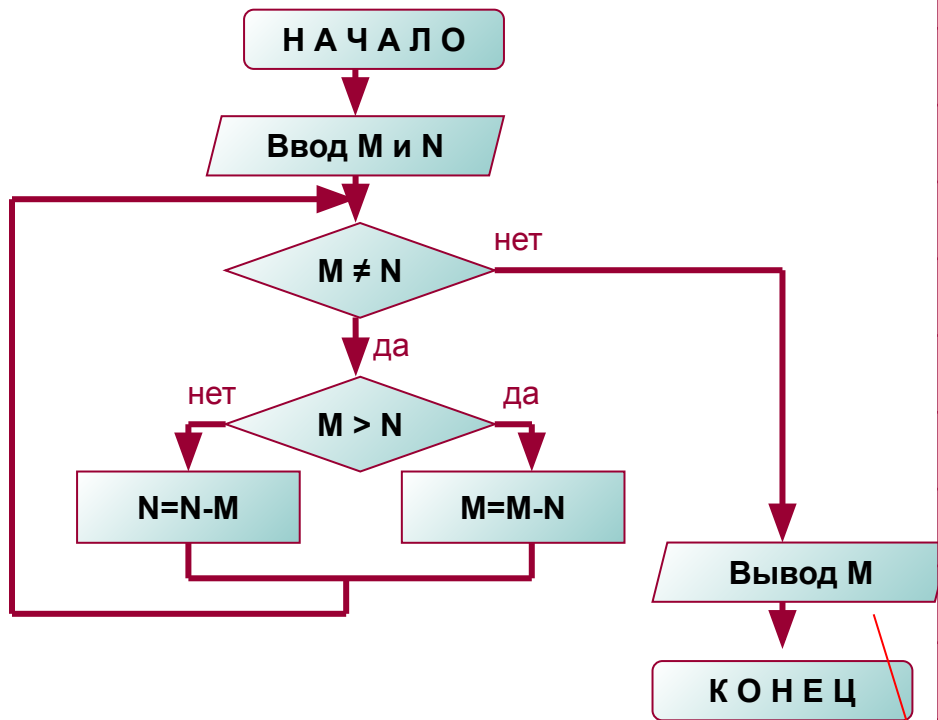 Н А Ч А Л О
Ввод M и N
нет
M ≠ N
да
нет
да
M > N
N=N-M
M=M-N
Вывод M
К О Н Е Ц